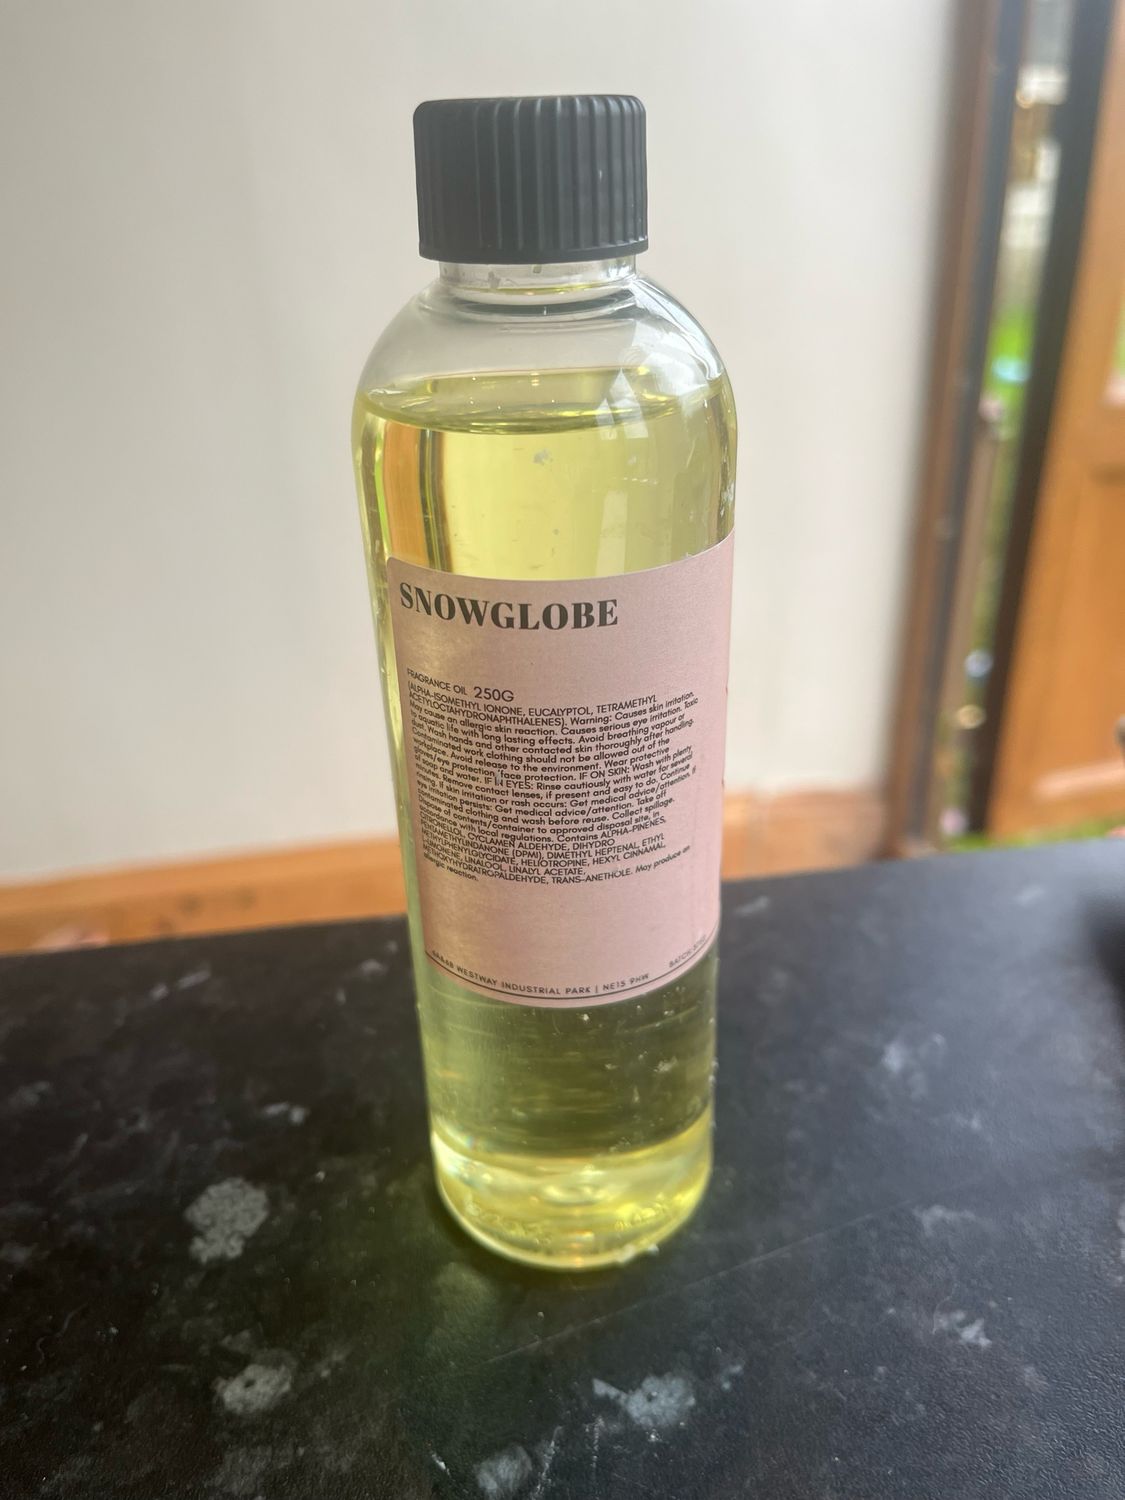 SNOWGLOBE
FRAGRANCE OIL 250G
(ALPHA-ISOMETHYL IONONE, EUCALYPTOL, TETRAMETHYL
ACETYLOCTAHYDRONAPHTHALENES). Warning: Causes skin irritation.
May cause an allergic skin reaction. Causes serious eye irritation. Toxic
to aquatic life with long lasting effects. Avoid breathing vapour or
dust. Wash hands and other contacted skin thoroughly after handling.
Contaminated work clothing should not be allowed out of the
workplace. Avoid release to the environment. Wear protective
gloves/eye protection/face protection. IF ON SKIN: Wash with plenty
of soap and water. IF IN EYES: Rinse cautiously with water for several
minutes. Remove contact lenses, if present and easy to do. Continue
rinsing. If skin irritation or rash occurs: Get medical advice/attention. If
eye irritation persists: Get medical advice/attention. Take off
contaminated clothing and wash before reuse. Collect spillage.
Dispose of contents/container to approved disposal site, in
accordance with local regulations. Contains ALPHA-PINENES,
CYCLAMEN ALDEHYDE, DIHYDRO
(DPMI), DIMETHYL HEPTENAL, ETHYL
HELIOTROPINE, HEXYL CINNAMAL,
LINALOOL, LINALYL ACETATE,
TRANS-ANETHOLE. May produce an
allergic reaction.
WESTWAY INDUSTRIAL PARK | NE15 9HW
BATCH: